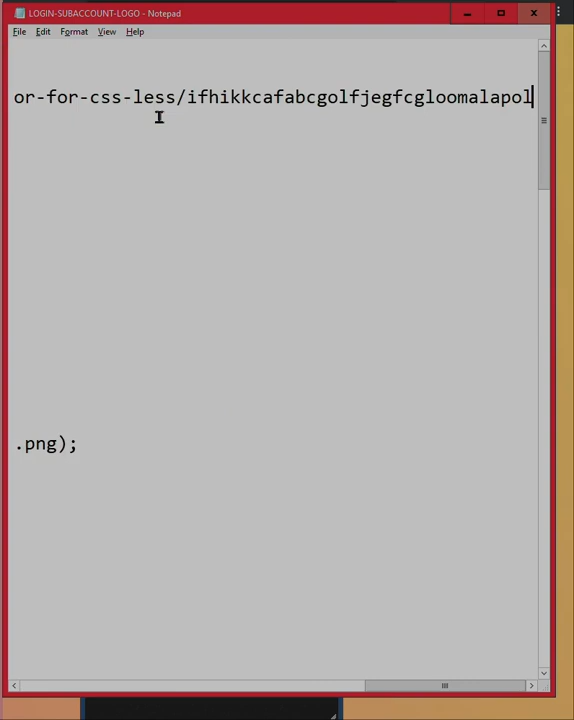 LOGIN-SUBACCOUNT-LOGO - Notepad
File Edit Format View Help
or-for-css-less/ifhikkcafabcgolfjegfcgloomalapol
.png);